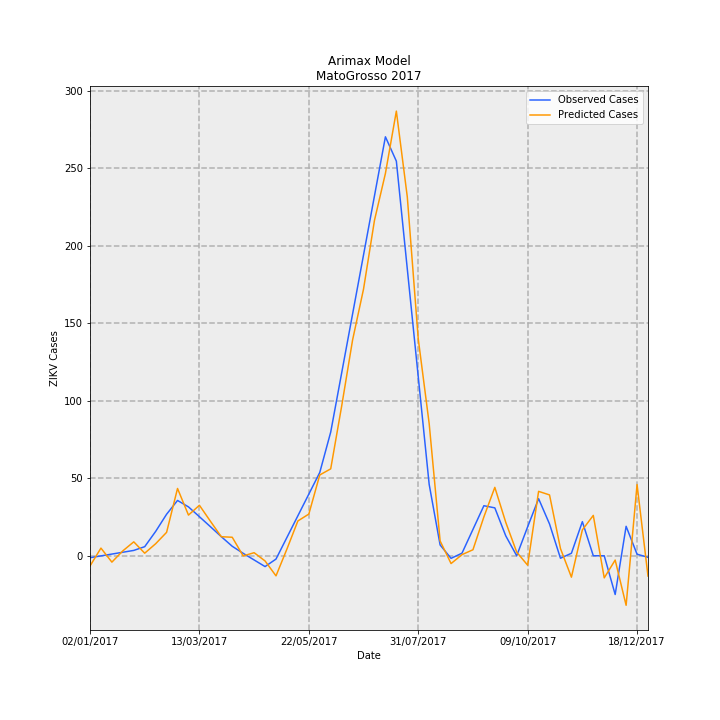 Arimax Model
MatoGrosso 2017
Observed Cases
Predicted Cases
300
250
200
150
100
50
0
ZIKV Cases
02/01/2017 13/03/2017 22/05/2017 31/07/2017 09/10/2017 18/12/2017
Date